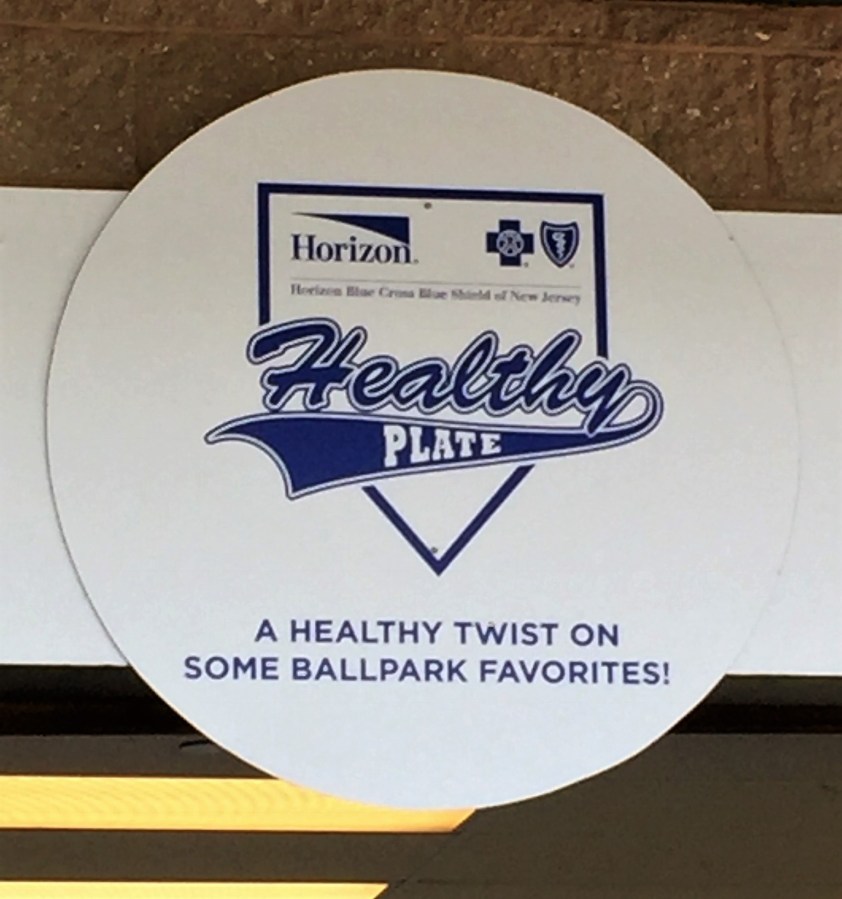 Horizon
Horizon Blue Cross Blue Shield of New Jersey
Healthy
PLATE
A HEALTHY TWIST ON
SOME BALLPARK FAVORITES!